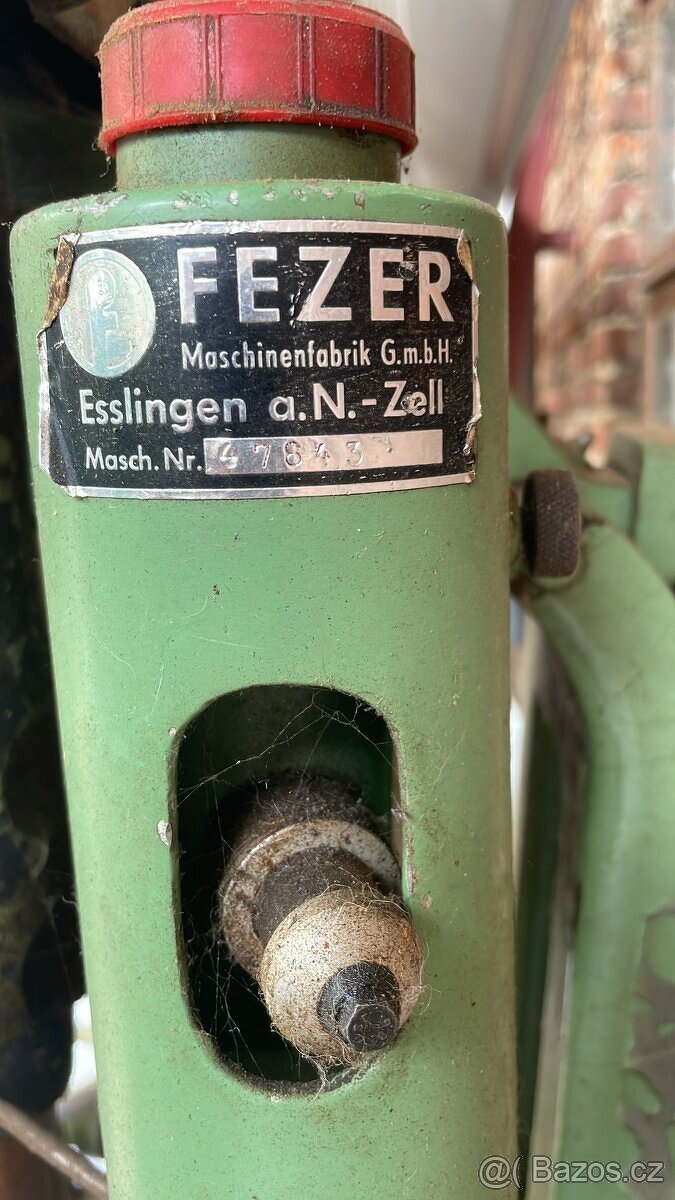 FEZER
Maschinenfabrik G.m.b.H.
Esslingen a.N.-Zell
Masch. Nr. 47843
@( Bazos.cz